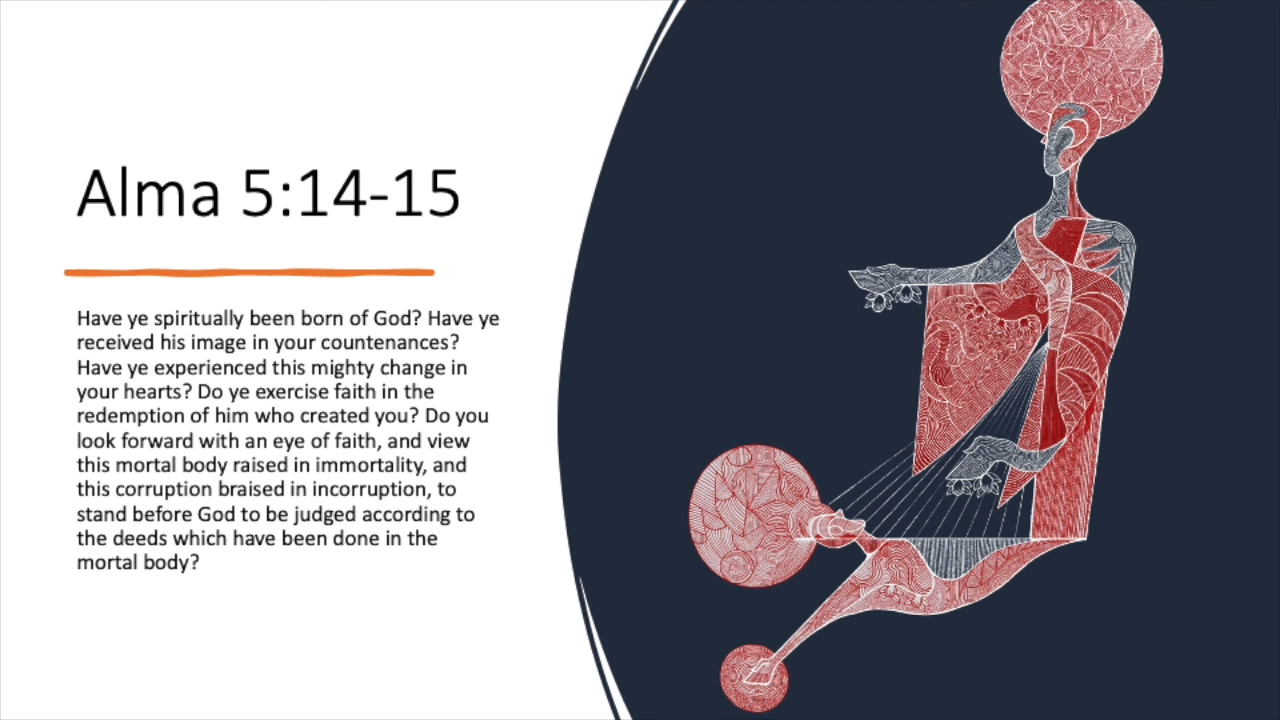 Alma 5:14-15
Have ye spiritually been born of God? Have ye
received his image in your countenances?
Have ye experienced this mighty change in
your hearts? Do ye exercise faith in the
redemption of him who created you? Do you
look forward with an eye of faith, and view
this mortal body raised in immortality, and
this corruption braised in incorruption, to
stand before God to be judged according to
the deeds which have been done in the
mortal body?